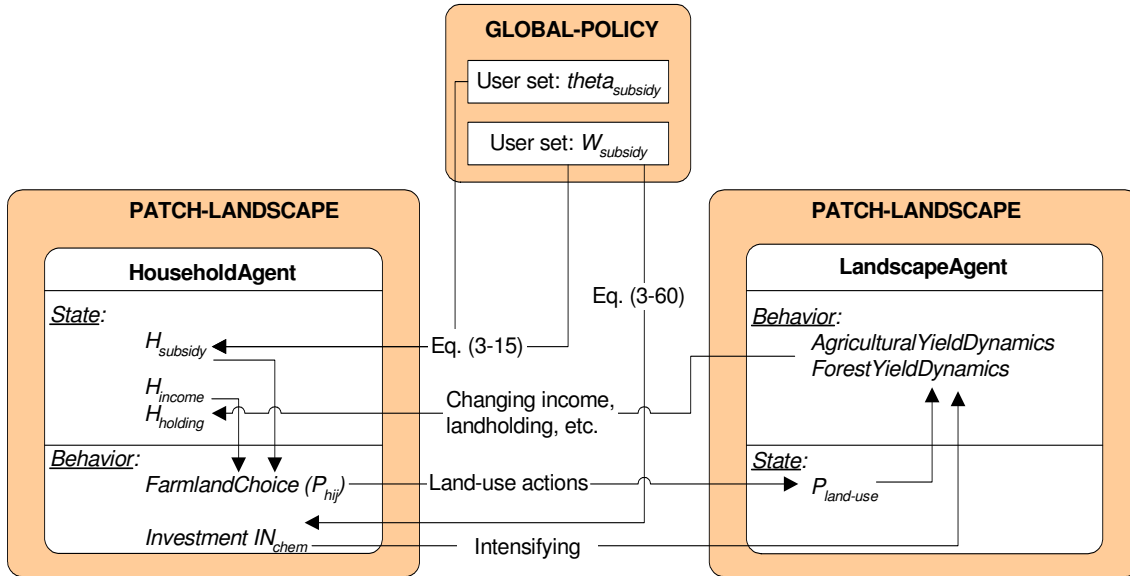 GLOBAL-POLICY
User set: theta_subsidy
User set: W_subsidy
PATCH-LANDSCAPE
HouseholdAgent
State:
H_subsidy
H_income
H_holding
Behavior:
FarmlandChoice (P_hij)
Investment IN_chem
Eq. (3-15)
Eq. (3-60)
Changing income,
landholding, etc.
Land-use actions
Intensifying
PATCH-LANDSCAPE
LandscapeAgent
Behavior:
AgriculturalYieldDynamics
ForestYieldDynamics
State:
P_land-use